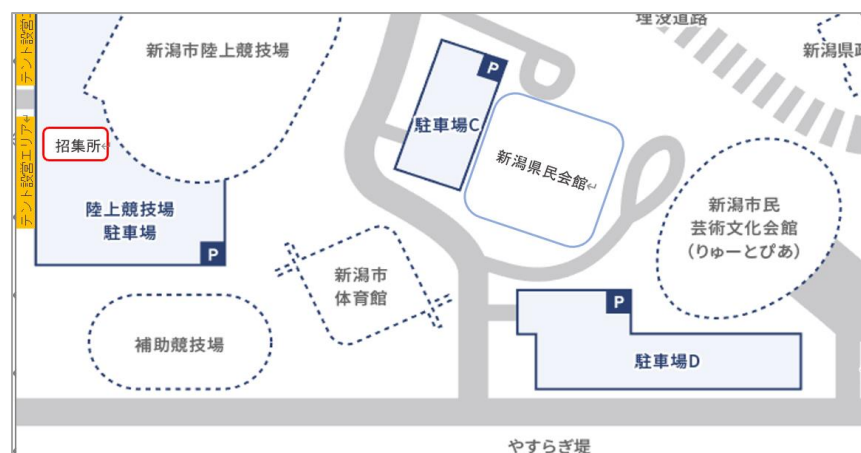 テント設営エ
新潟市陸上競技場
埋没道路
新潟県政
P
駐車場C
テント設営エリア
招集所
新潟県民会館
陸上競技場
駐車場
P
新潟市民
芸術文化会館
（りゅーとぴあ）
新潟市
体育館
P
補助競技場
駐車場D
やすらぎ堤